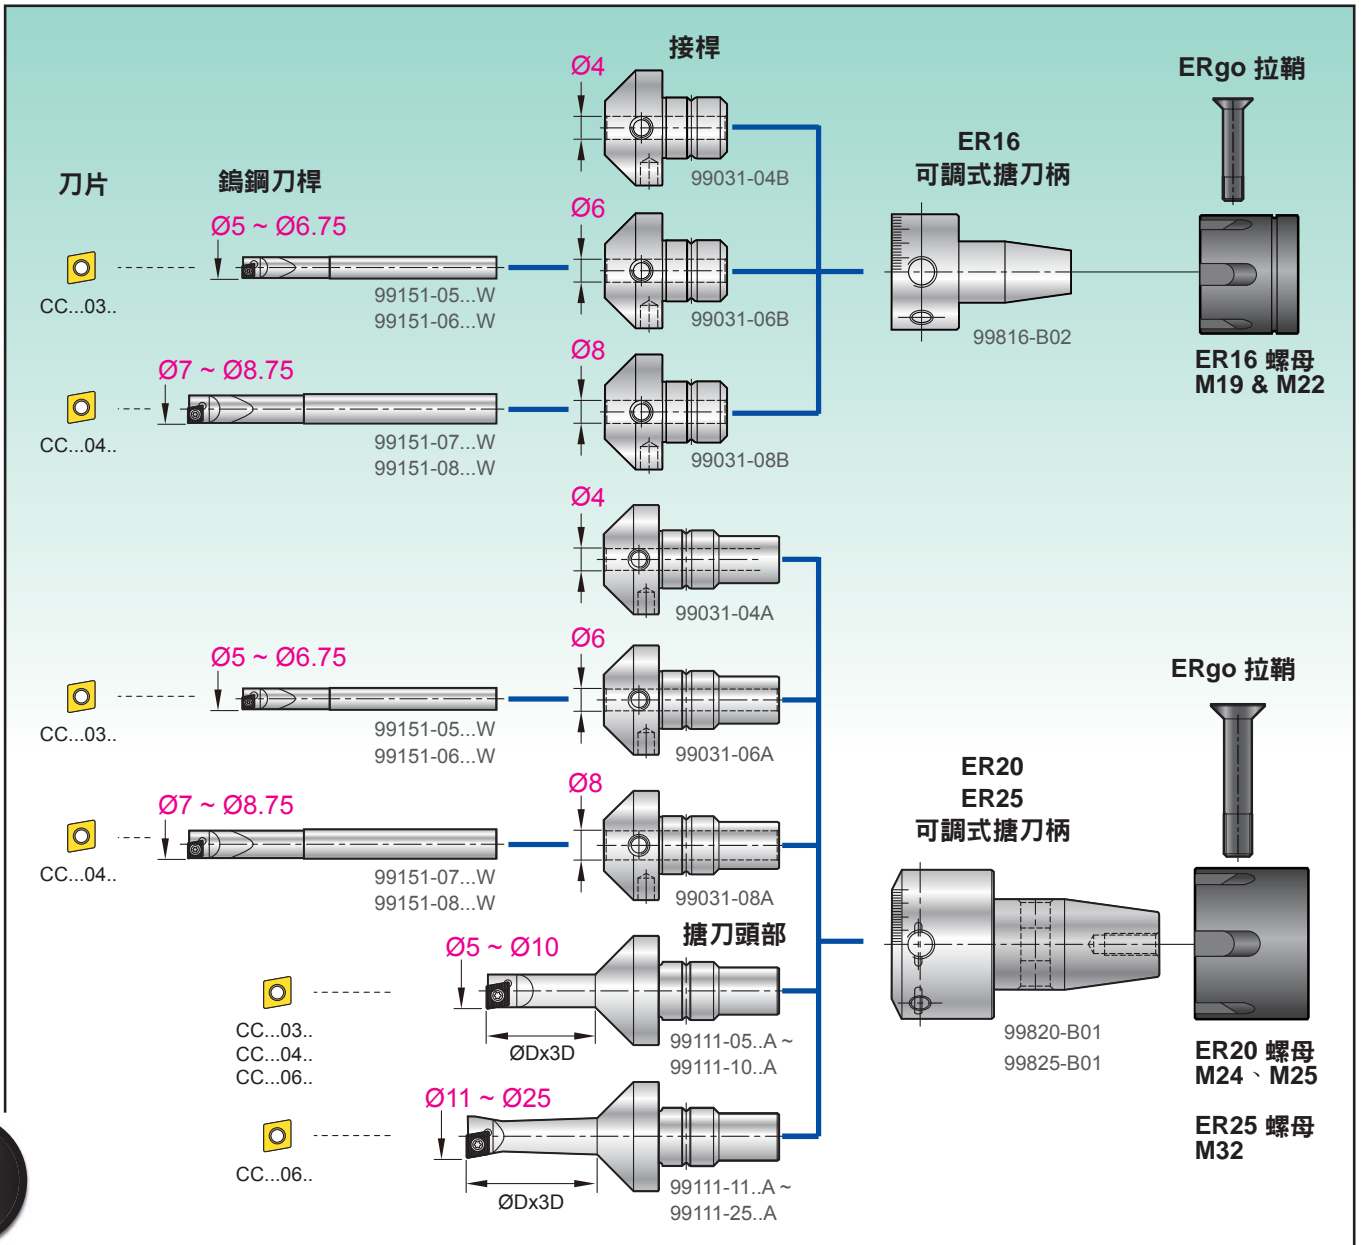 接桿
Ø4
ERgo 拉鞘
ER16
可調式搪刀柄
99031-04B
刀片
鎢鋼刀桿
Ø6
Ø5 ~ Ø6.75
CC...03..
99151-05...W
99151-06...W
99031-06B
99816-B02
ER16 螺母
M19 & M22
Ø8
Ø7 ~ Ø8.75
CC...04..
99151-07...W
99151-08...W
99031-08B
Ø4
99031-04A
Ø6
Ø5 ~ Ø6.75
CC...03..
99151-05...W
99151-06...W
99031-06A
ERgo 拉鞘
ER20
ER25
可調式搪刀柄
Ø8
Ø7 ~ Ø8.75
CC...04..
99151-07...W
99151-08...W
99031-08A
搪刀頭部
Ø5 ~ Ø10
CC...03..
CC...04..
CC...06..
ØDx3D
99111-05..A ~
99111-10..A
99820-B01
99825-B01
ER20 螺母
M24、M25
ER25 螺母
M32
Ø11 ~ Ø25
CC...06..
ØDx3D
99111-11..A ~
99111-25..A